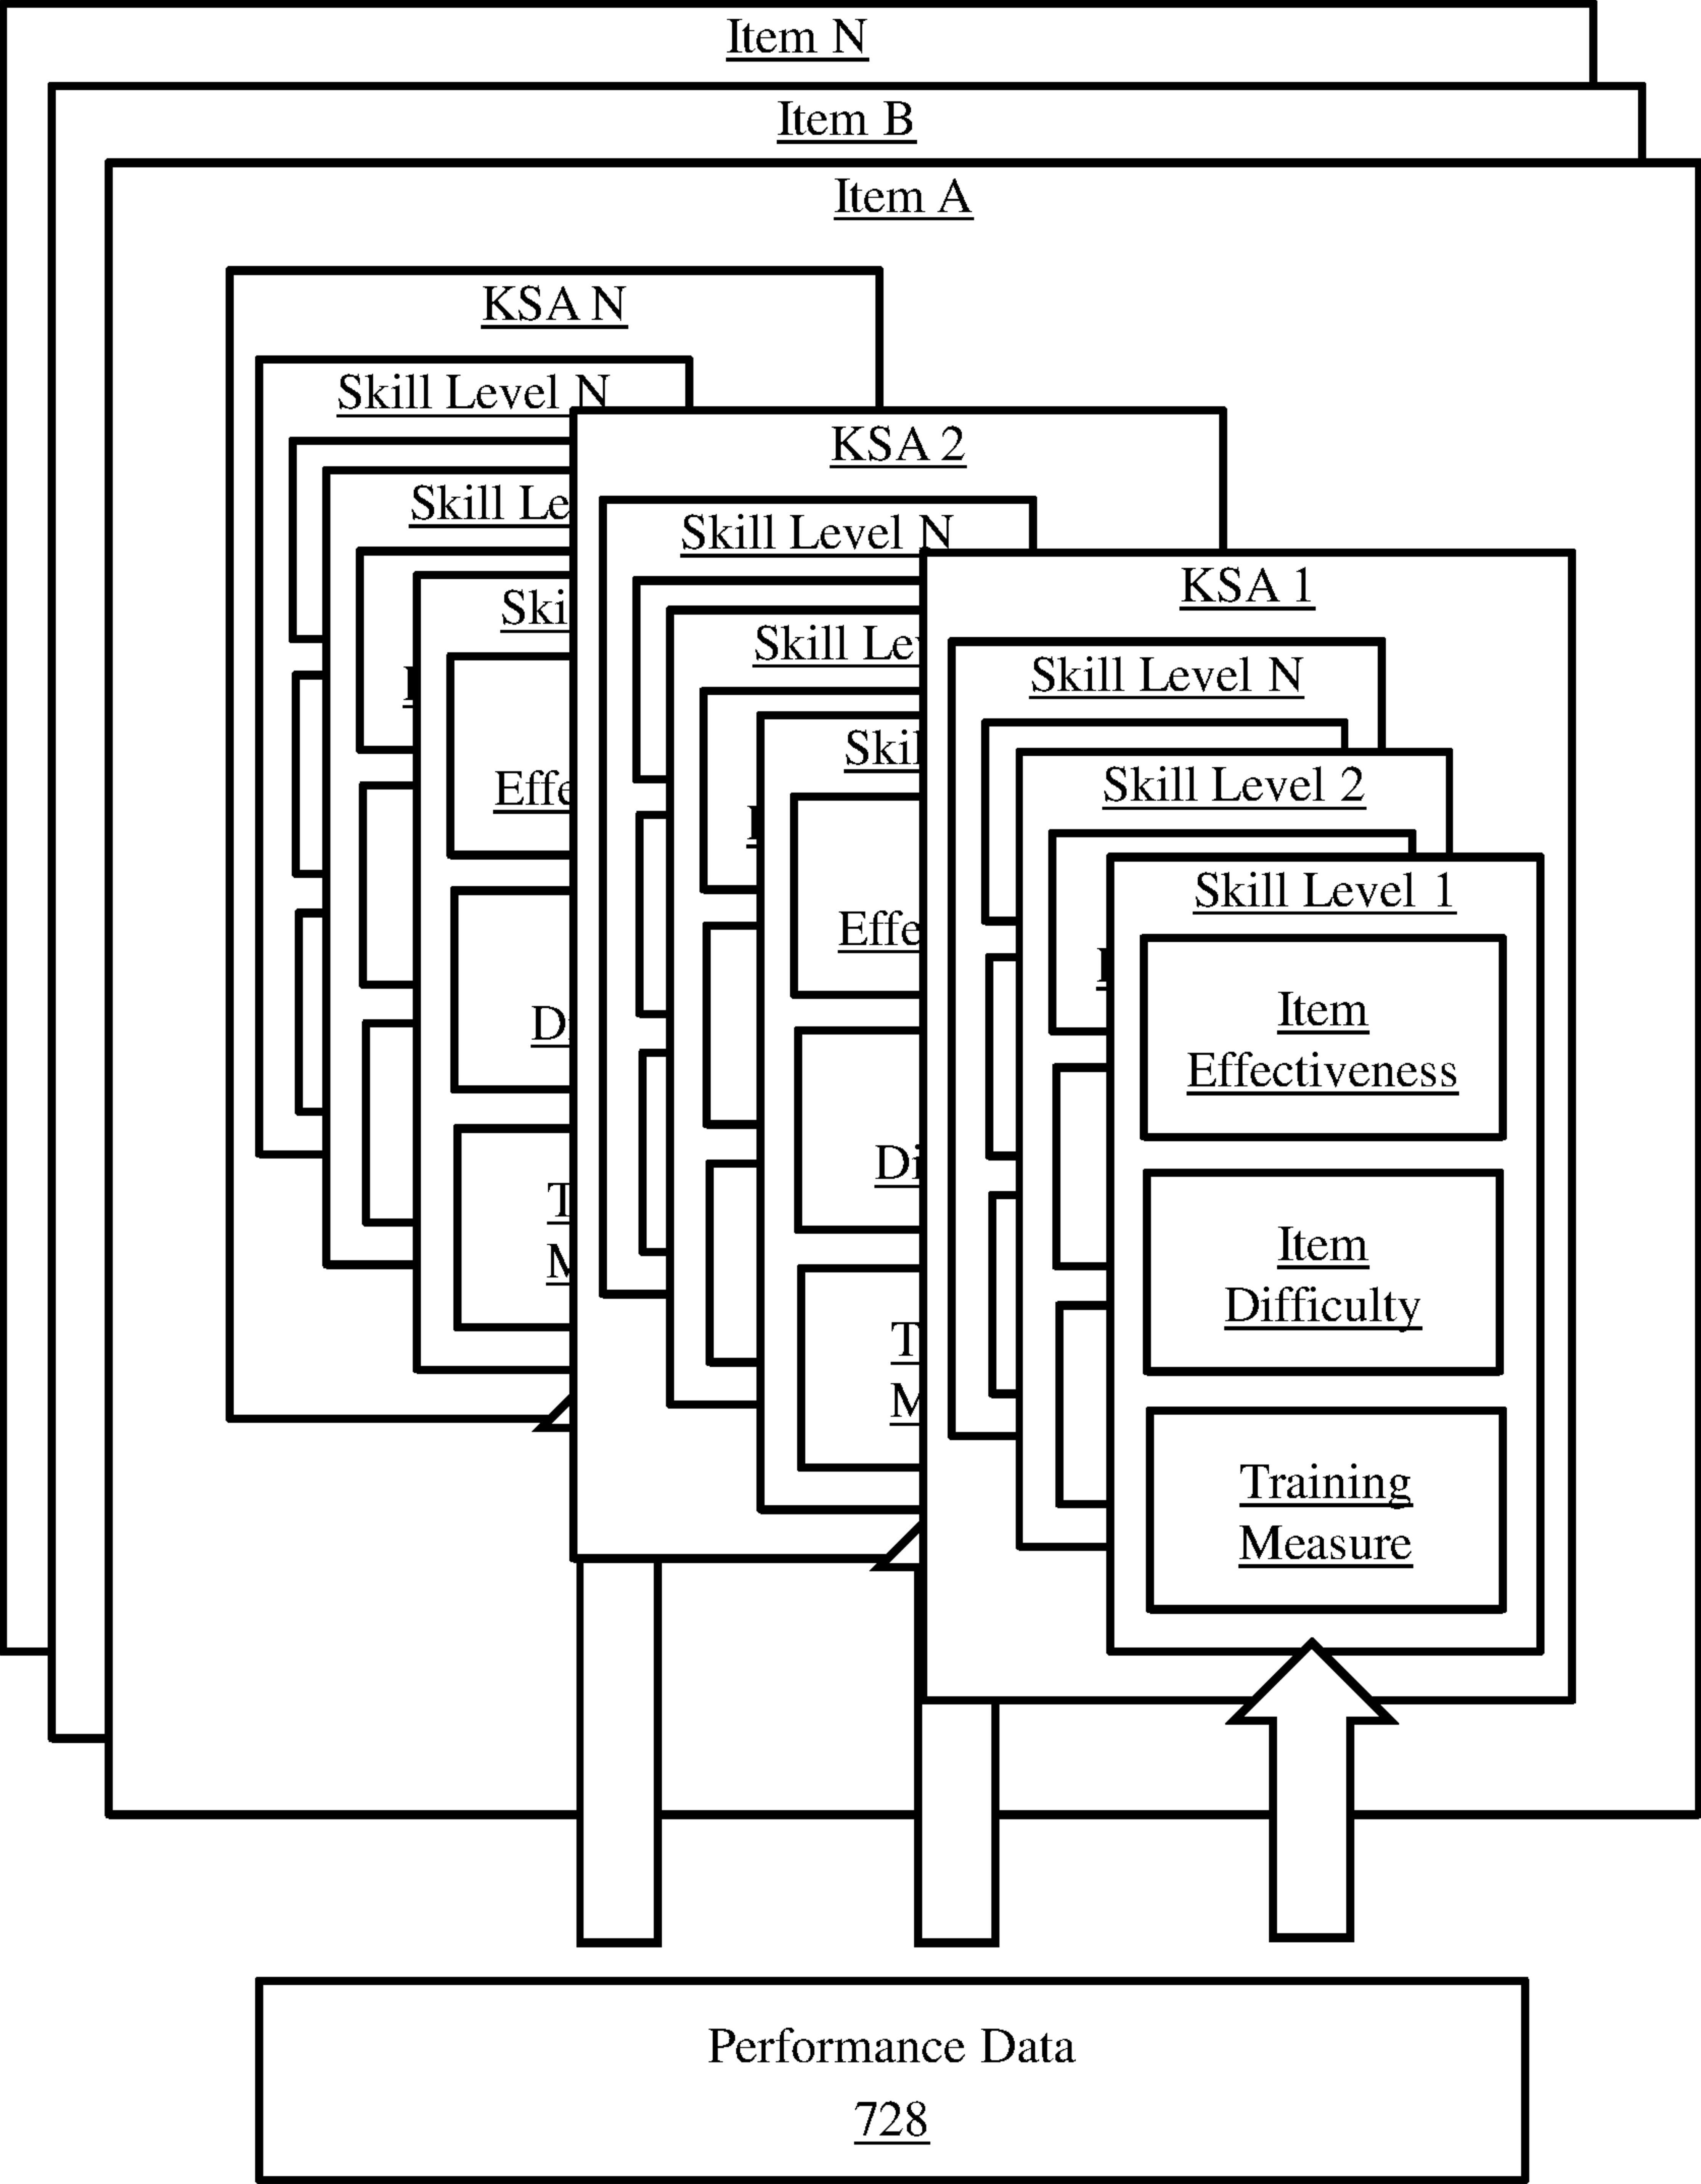 Item N
Item B
Item A
KSA N
Skill Level N
KSA 2
Skill Level N
KSA 1
Skill Level N
Skill Level 2
Skill Level 1
Item
Effectiveness
Item
Difficulty
Training
Measure
Performance Data
728